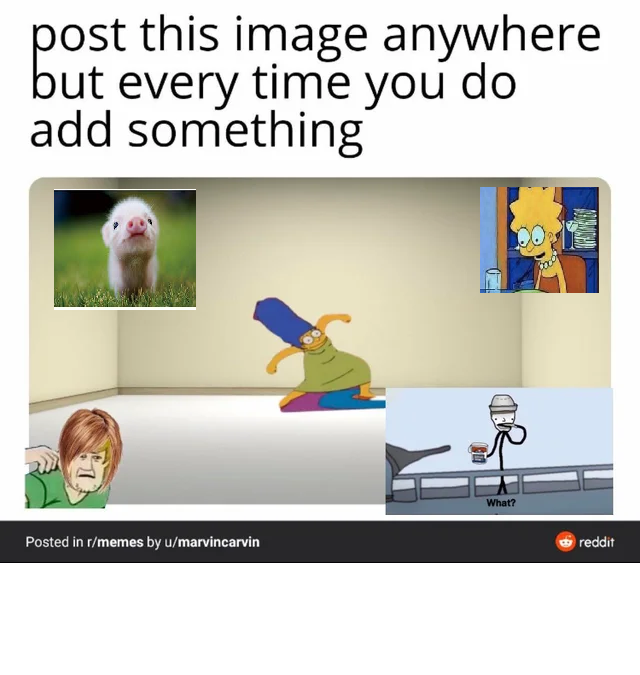 post this image anywhere
but every time you do
add something
What?
Posted in r/memes by u/marvincarvin
reddit